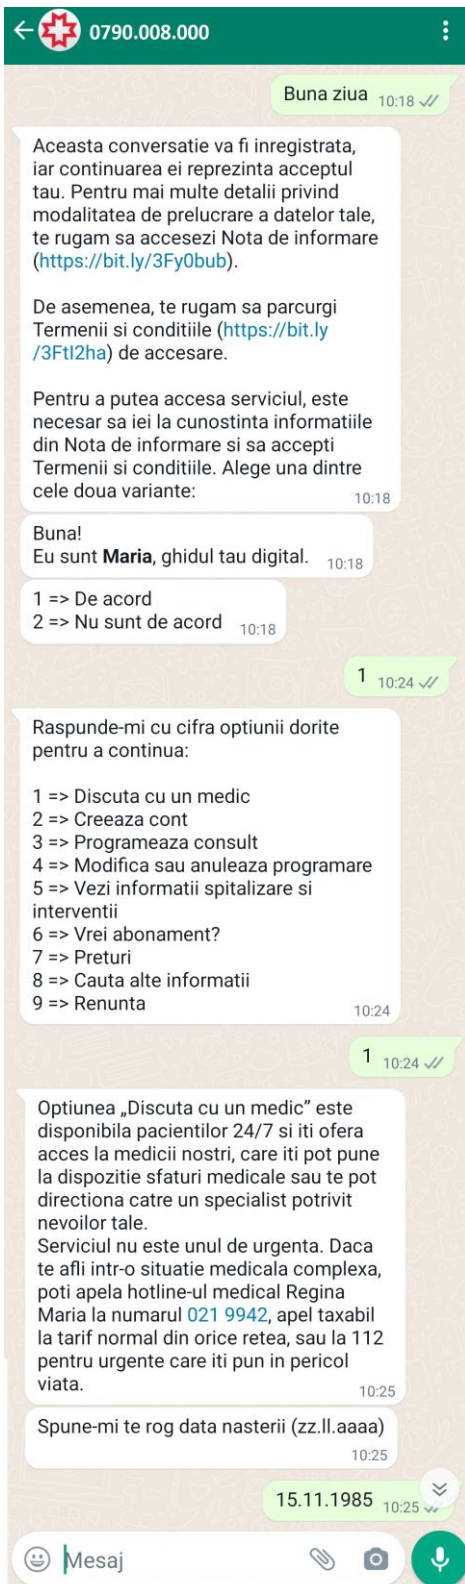 0790.008.000
Buna ziua 10:18
Aceasta conversatie va fi inregistrata,
iar continuarea ei reprezinta acceptul
tau. Pentru mai multe detalii privind
modalitatea de prelucrare a datelor tale,
te rugam sa accesezi Nota de informare
(https://bit.ly/3Fy0bub).
De asemenea, te rugam sa parcurgi
Termenii si conditiile (https://bit.ly
/3FtI2ha) de accesare.
Pentru a putea accesa serviciul, este
necesar sa iei la cunostinta informatiile
din Nota de informare si sa accepti
Termenii si conditiile. Alege una dintre
cele doua variante:
10:18
Buna!
Eu sunt Maria, ghidul tau digital. 10:18
1 => De acord
2 => Nu sunt de acord 10:18
1 10:24
Raspunde-mi cu cifra optiunii dorite
pentru a continua:
1 => Discuta cu un medic
2 => Creeaza cont
3 => Programeaza consult
4 => Modifica sau anuleaza programare
5 => Vezi informatii spitalizare si
interventii
6 => Vrei abonament?
7 => Preturi
8 => Cauta alte informatii
9 => Renunta
10:24
1 10:24
Optiunea „Discuta cu un medic” este
disponibila pacientilor 24/7 si iti ofera
acces la medicii nostri, care iti pot pune
la dispozitie sfaturi medicale sau te pot
directiona catre un specialist potrivit
nevoilor tale.
Serviciul nu este unul de urgenta. Daca
te afli intr-o situatie medicala complexa,
poti apela hotline-ul medical Regina
Maria la numarul 021 9942, apel taxabil
la tarif normal din orice retea, sau la 112
pentru urgente care iti pun in pericol
viata.
10:25
Spune-mi te rog data nasterii (zz.ll.aaaa)
10:25
15.11.1985 10:25
Mesaj